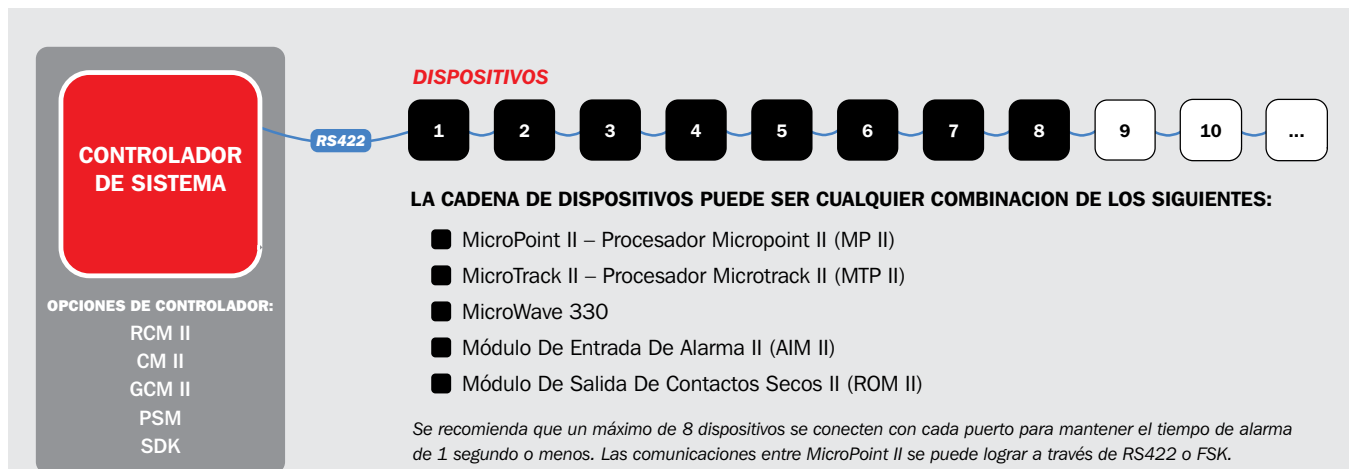 CONTROLADOR
DE SISTEMA
OPCIONES DE CONTROLADOR:
RCM II
CM II
GCM II
PSM
SDK
RS422
DISPOSITIVOS
1 2 3 4 5 6 7 8 9 10 ...
LA CADENA DE DISPOSITIVOS PUEDE SER CUALQUIER COMBINACION DE LOS SIGUIENTES:
MicroPoint II – Procesador Micropoint II (MP II)
MicroTrack II – Procesador Microtrack II (MTP II)
MicroWave 330
Módulo De Entrada De Alarma II (AIM II)
Módulo De Salida De Contactos Secos II (ROM II)
Se recomienda que un máximo de 8 dispositivos se conecten con cada puerto para mantener el tiempo de alarma
de 1 segundo o menos. Las comunicaciones entre MicroPoint II se puede lograr a través de RS422 o FSK.